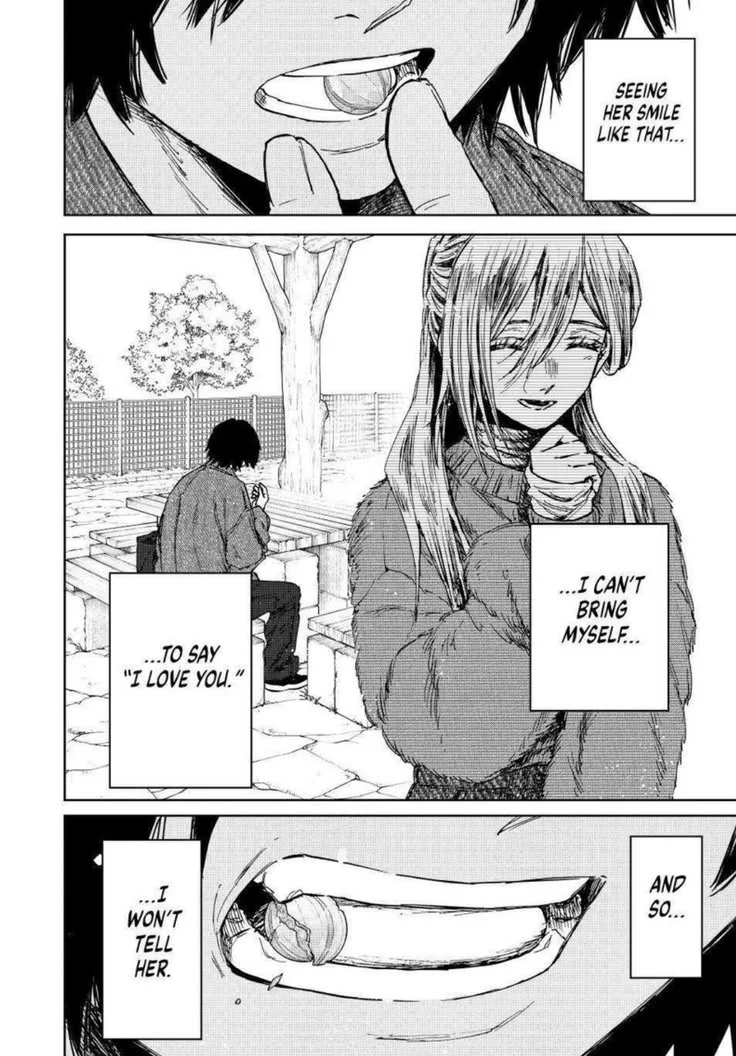 SEEING
HER SMILE
LIKE THAT...
...I CAN'T
BRING
MYSELF...
...TO SAY
"I LOVE YOU."
AND
SO...
...I
WON'T
TELL
HER.